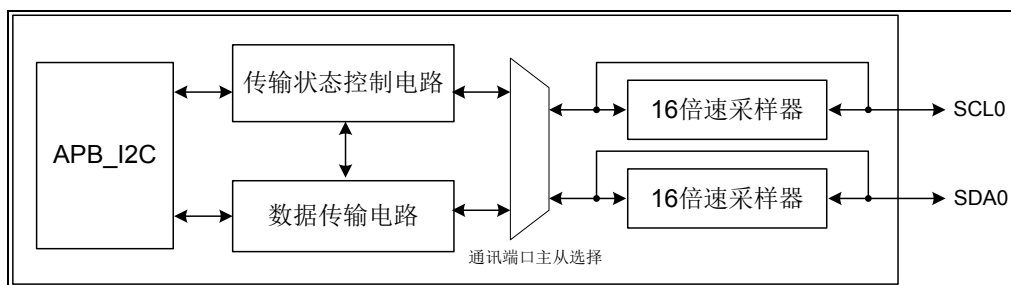 APB_I2C
传输状态控制电路
数据传输电路
通讯端口主从选择
16倍速采样器
SCL0
16倍速采样器
SDA0